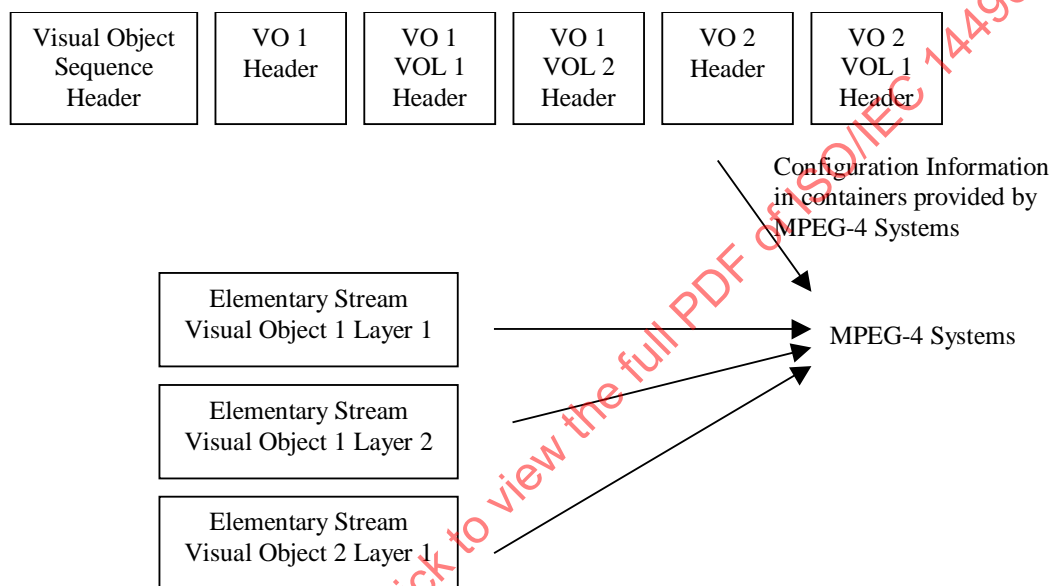 Visual Object
Sequence
Header
VO 1
Header
VO 1
VOL 1
Header
VO 1
VOL 2
Header
VO 2
Header
VO 2
VOL 1
Header
Configuration Information
in containers provided by
MPEG-4 Systems
Elementary Stream
Visual Object 1 Layer 1
MPEG-4 Systems
Elementary Stream
Visual Object 1 Layer 2
Elementary Stream
Visual Object 2 Layer 1
to view the full PDF of ISO/IEC